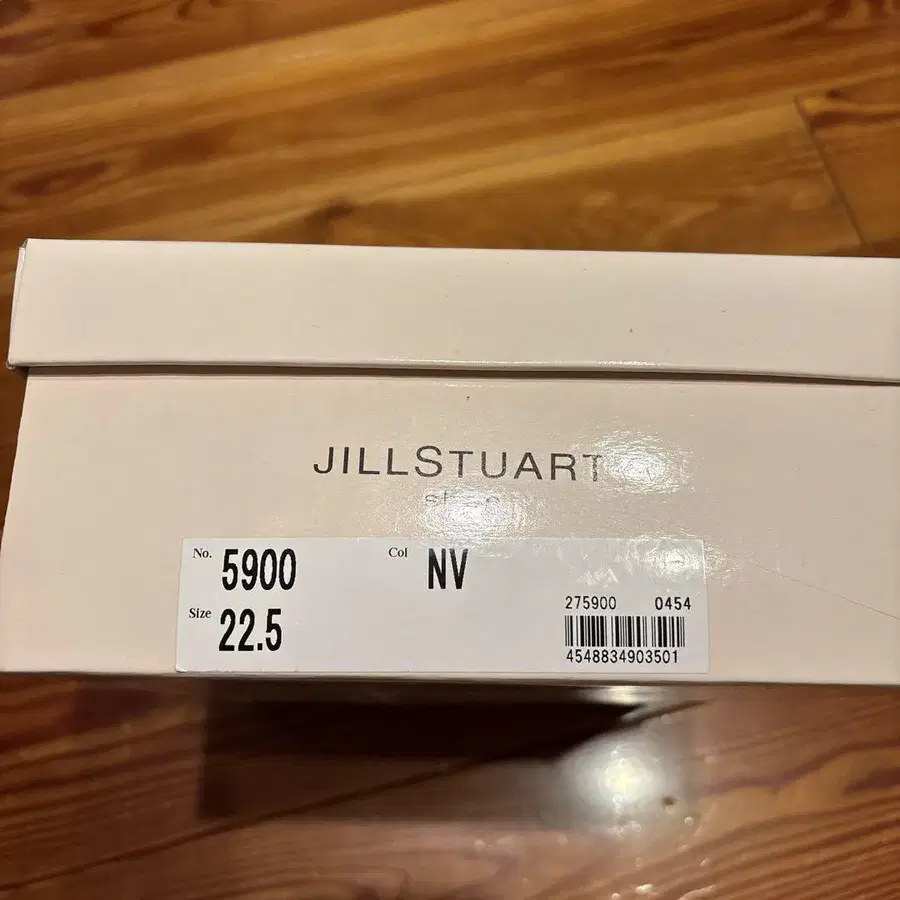 JILLSTUART
No. 5900 Col NV
Size 22.5
275900 0454
4548834903501